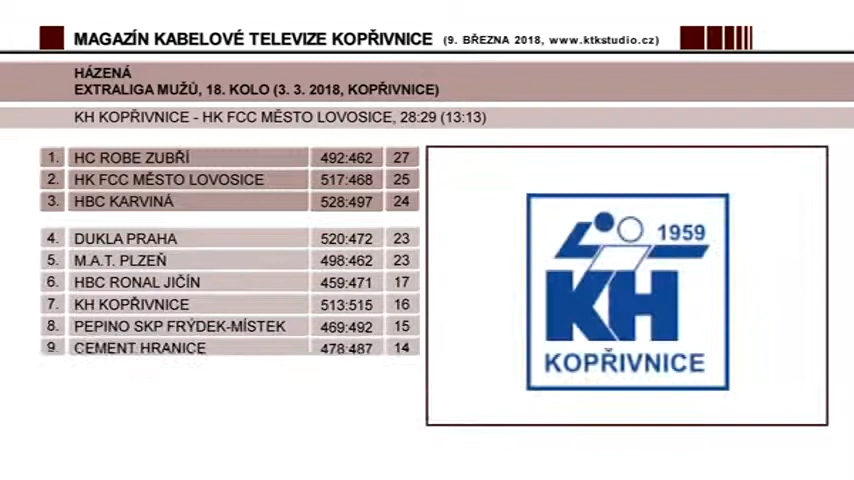 MAGAZÍN KABELOVÉ TELEVIZE KOPŘIVNICE (9. BŘEZNA 2018, www.ktkstudio.cz)
HÁZENÁ
EXTRALIGA MUŽŮ, 18. KOLO (3. 3. 2018, KOPŘIVNICE)
KH KOPŘIVNICE - HK FCC MĚSTO LOVOSICE, 28:29 (13:13)
1. HC ROBE ZUBŘÍ 492:462 27
2. HK FCC MĚSTO LOVOSICE 517:468 25
3. HBC KARVINÁ 528:497 24
4. DUKLA PRAHA 520:472 23
5. M.A.T. PLZEŇ 498:462 23
6. HBC RONAL JIČÍN 459:471 17
7. KH KOPŘIVNICE 513:515 16
8. PEPINO SKP FRÝDEK-MÍSTEK 469:492 15
9. CEMENT HRANICE 478:487 14
1959
KH
KOPŘIVNICE